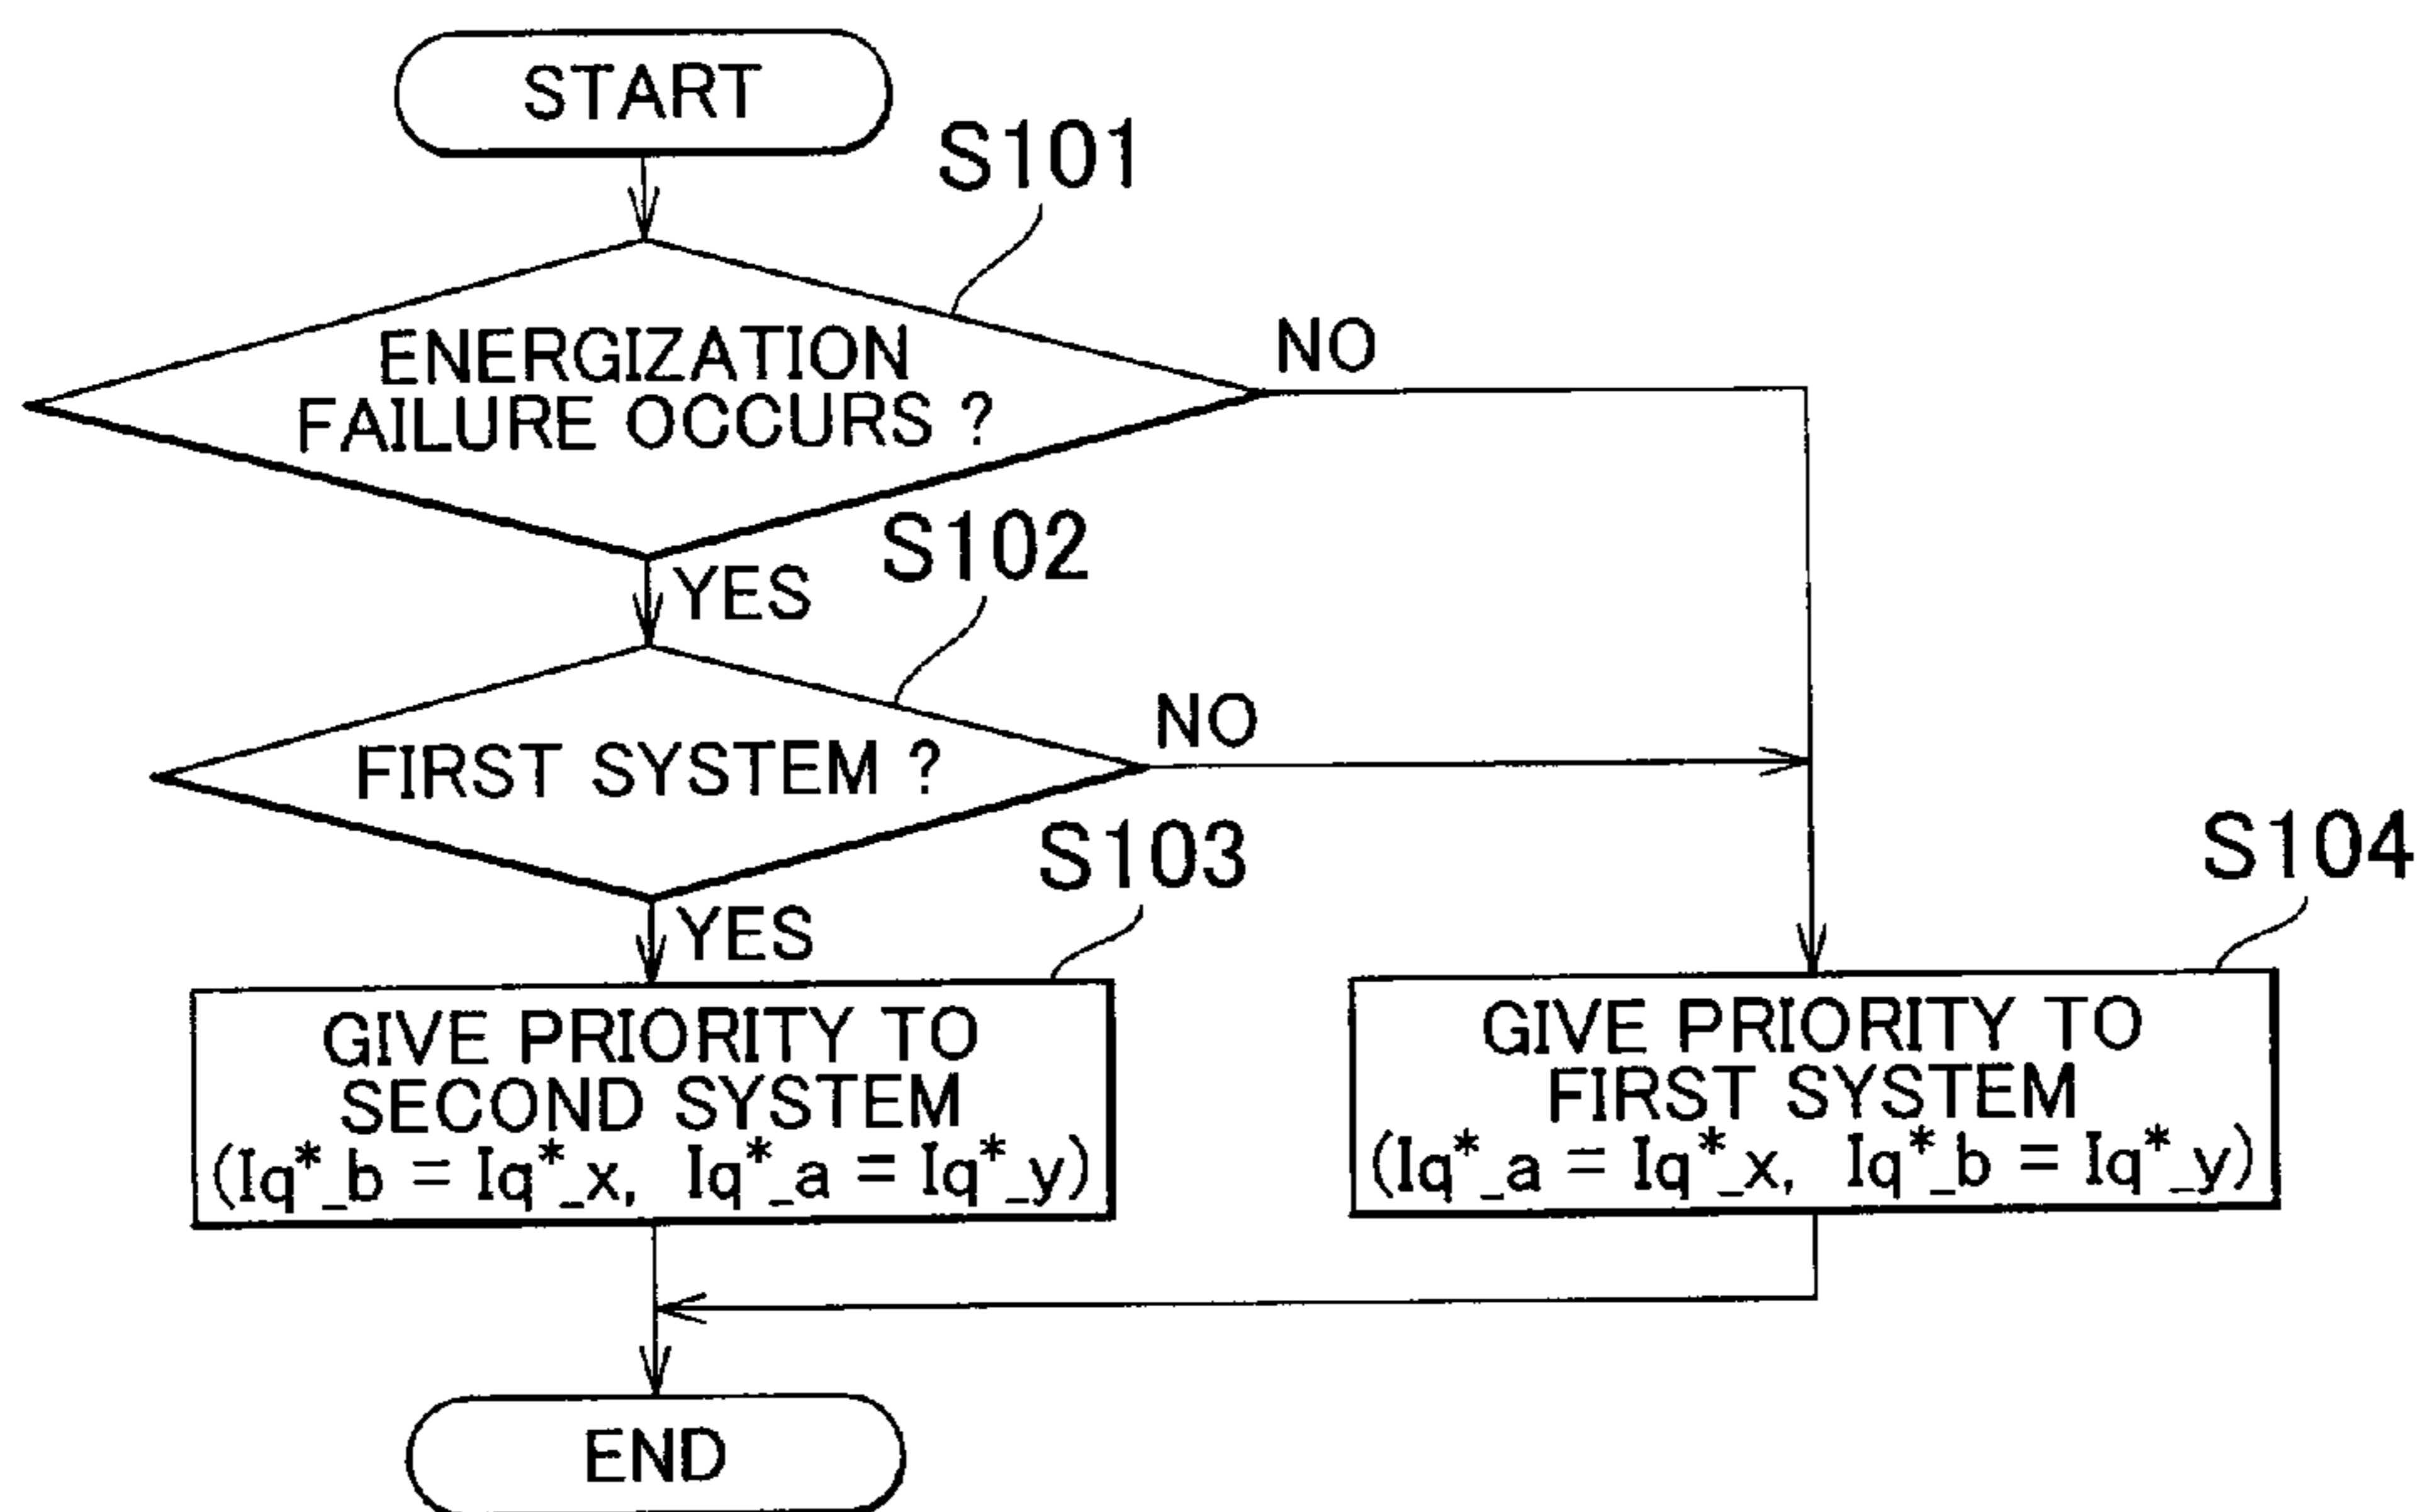 START
S101
ENERGIZATION
FAILURE OCCURS ?
NO
YES
S102
FIRST SYSTEM ?
NO
YES
S103
GIVE PRIORITY TO
SECOND SYSTEM
(Iq*_b = Iq*_x, Iq*_a = Iq*_y)
S104
GIVE PRIORITY TO
FIRST SYSTEM
(Iq*_a = Iq*_x, Iq*_b = Iq*_y)
END